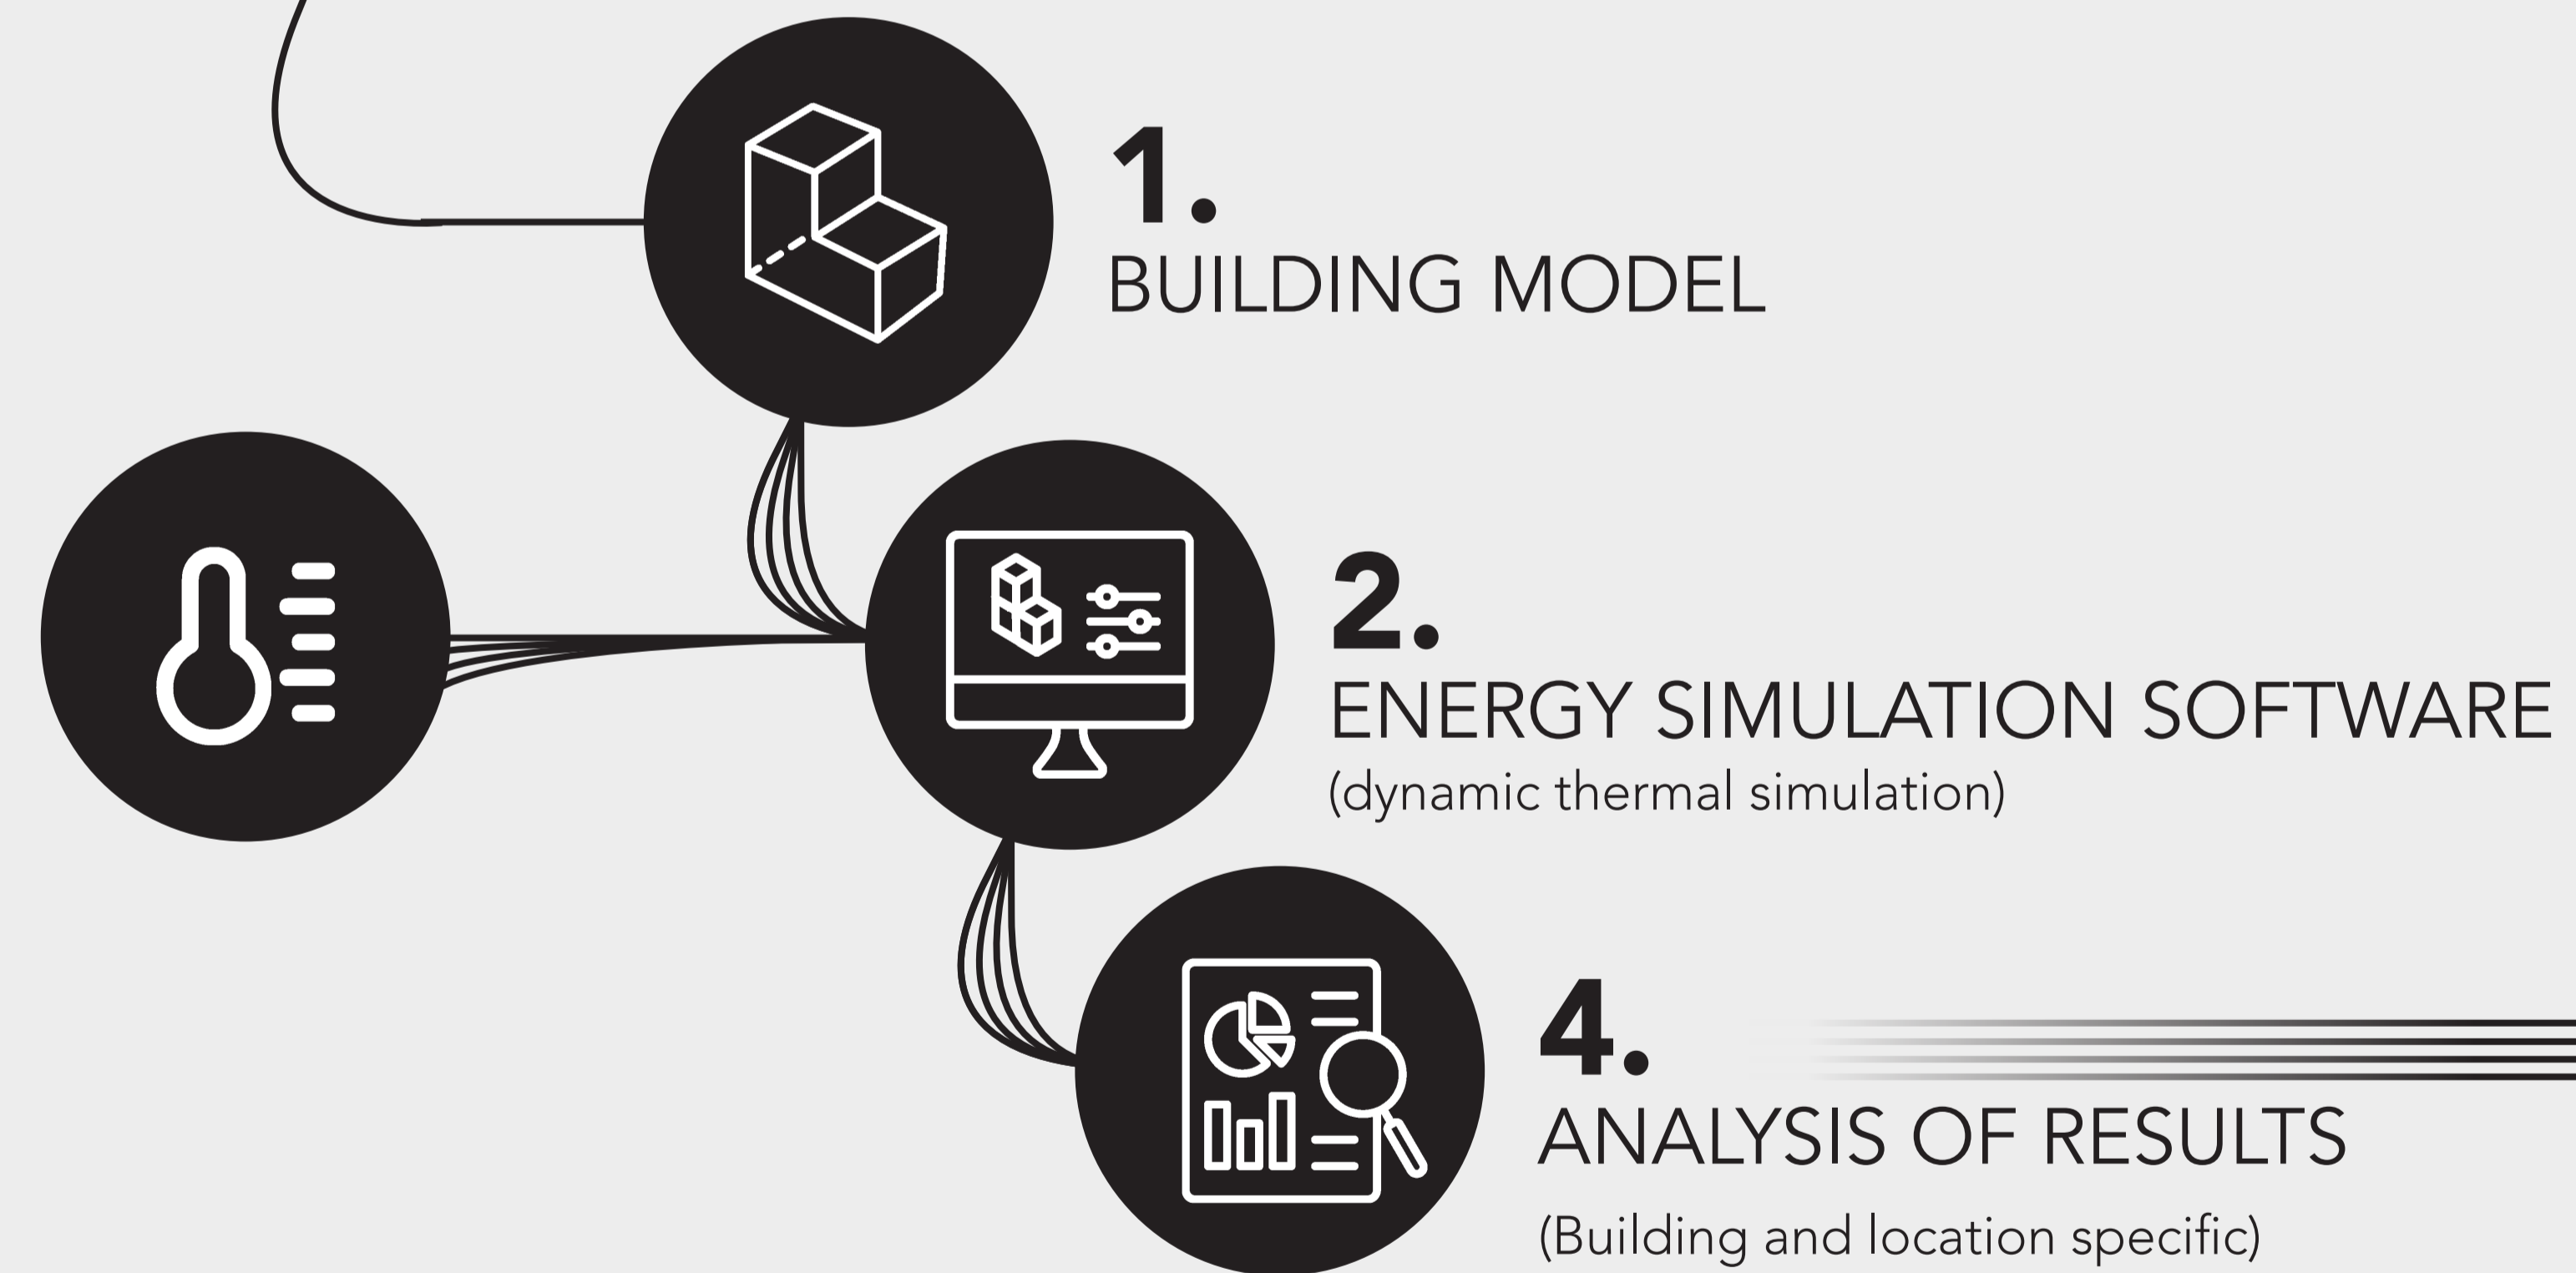 1.
BUILDING MODEL
2.
ENERGY SIMULATION SOFTWARE
(dynamic thermal simulation)
4.
ANALYSIS OF RESULTS
(Building and location specific)